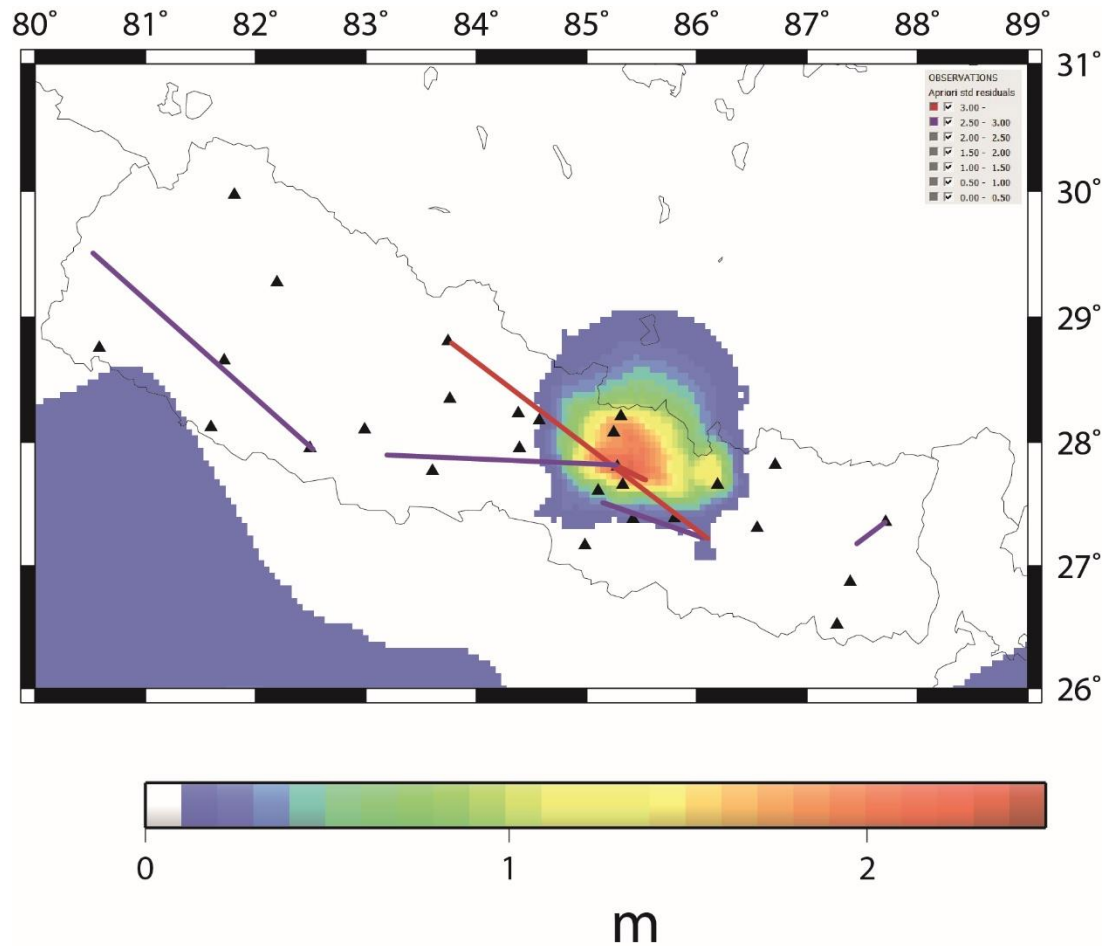 80° 81° 82° 83° 84° 85° 86° 87° 88° 89°
31°
OBSERVATIONS
Apriori std residuals
3.00 -
2.50 - 3.00
2.00 - 2.50
1.50 - 2.00
1.00 - 1.50
0.50 - 1.00
0.00 - 0.50
30°
29°
28°
27°
26°
0 1 2
m